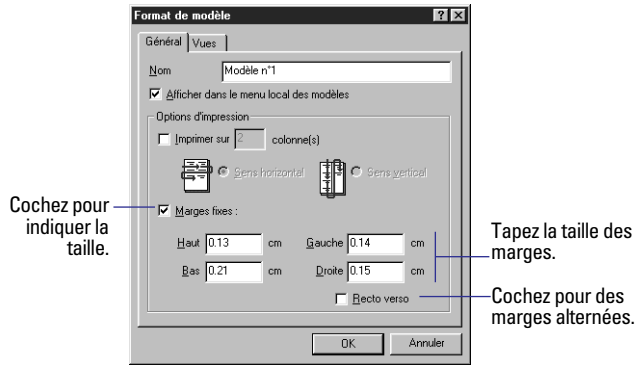 Format de modèle
Général Vues
Nom Modèle n°1
Afficher dans le menu local des modèles
Options d'impression
Imprimer sur 2 colonne(s)
Sens horizontal Sens vertical
Cochez pour
indiquer la
taille.
Marges fixes :
Haut 0.13 cm Gauche 0.14 cm
Bas 0.21 cm Droite 0.15 cm
Recto verso
Tapez la taille des
marges.
Cochez pour des
marges alternées.
OK Annuler